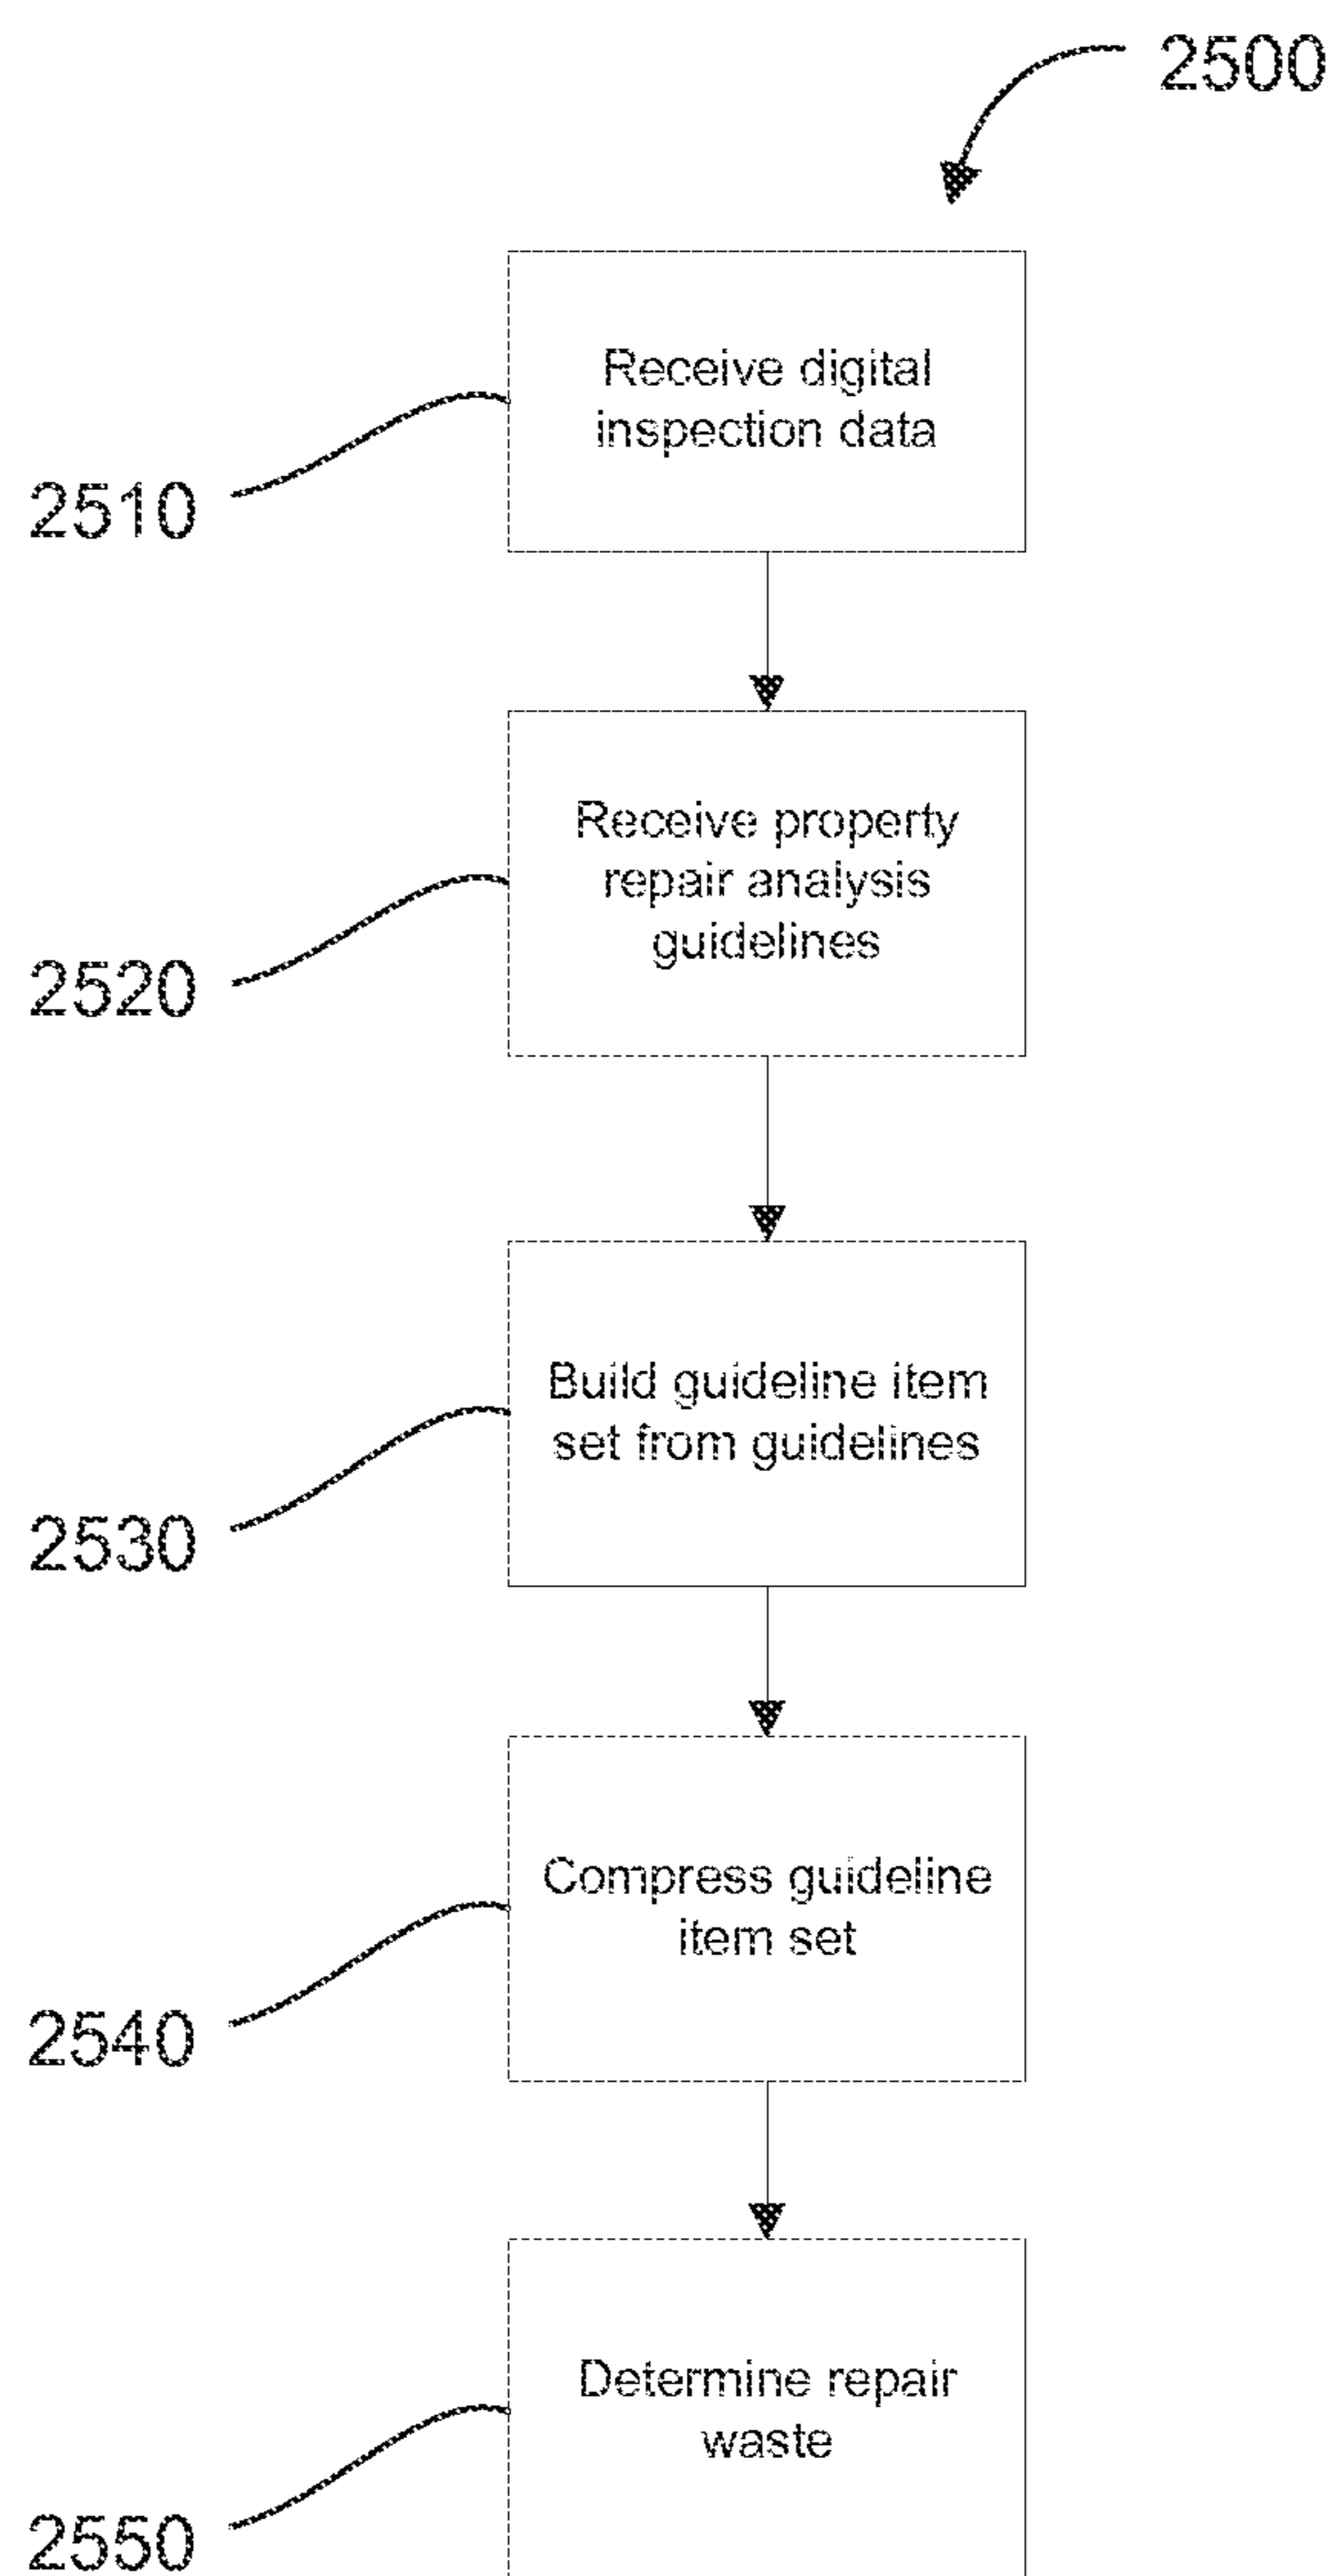 2500
Receive digital
inspection data
2510
Receive property
repair analysis
guidelines
2520
Build guideline item
set from guidelines
2530
Compress guideline
item set
2540
Determine repair
waste
2550